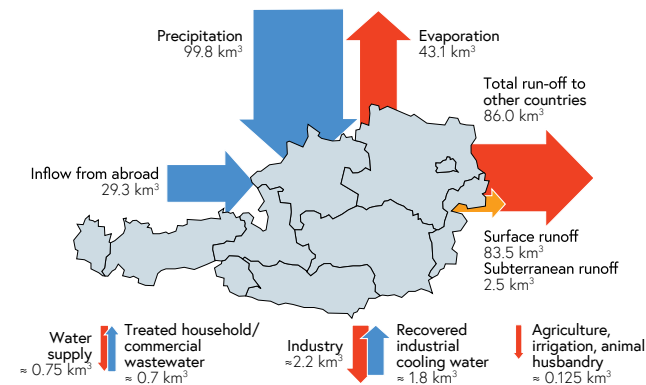 Precipitation
99.8 km³
Evaporation
43.1 km³
Total run-off to
other countries
86.0 km³
Inflow from abroad
29.3 km³
Surface runoff
83.5 km³
Subterranean runoff
2.5 km³
Water
supply
≈ 0.75 km³
Treated household/
commercial
wastewater
≈ 0.7 km³
Industry
≈2.2 km³
Recovered
industrial
cooling water
≈ 1.8 km³
Agriculture,
irrigation, animal
husbandry
≈ 0.125 km³